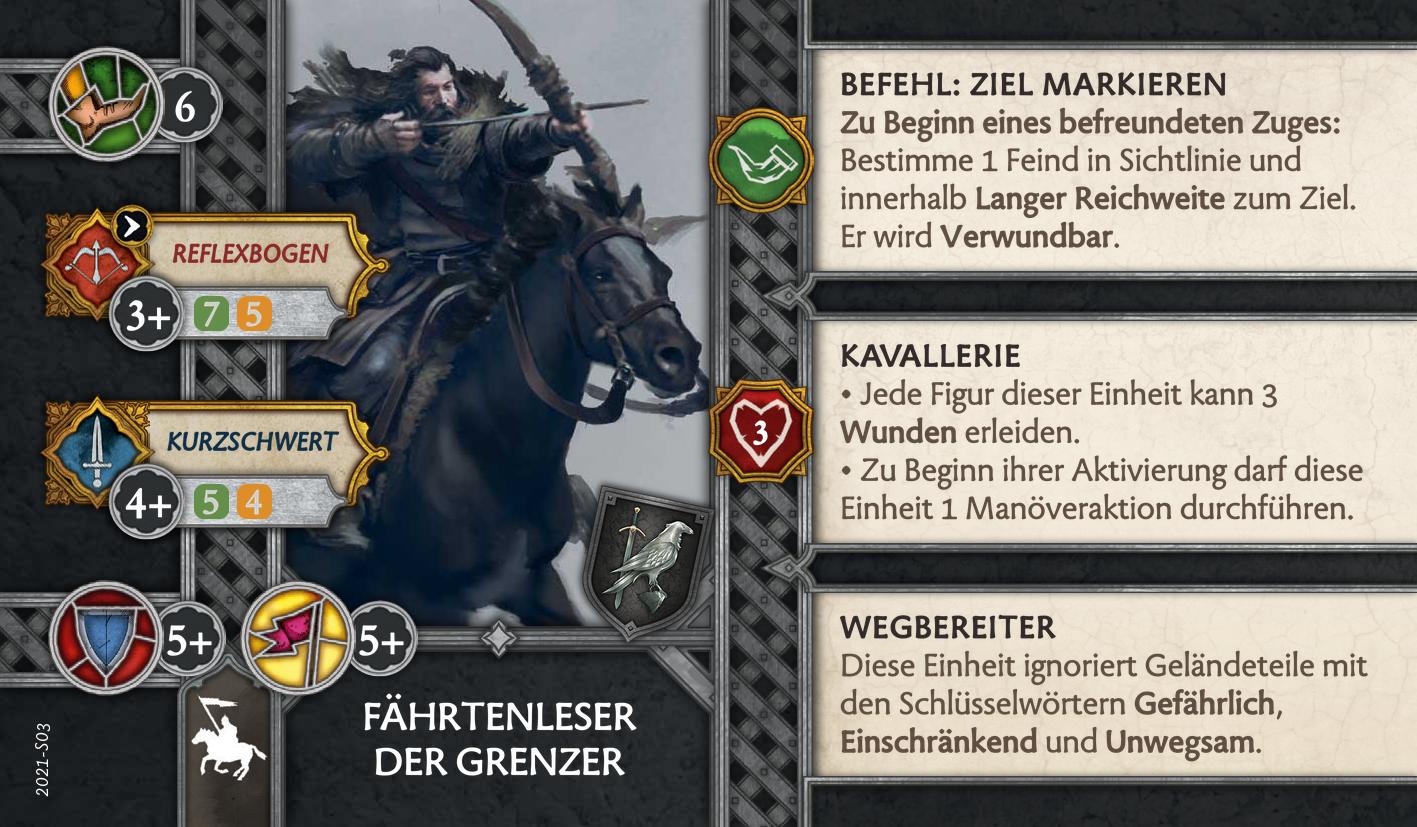 6
REFLEXBOGEN
3+ 7 5
KURZSCHWERT
4+ 5 4
5+ 5+
FÄHRTENLESER
DER GRENZER
2021-S03
BEFEHL: ZIEL MARKIEREN
Zu Beginn eines befreundeten Zuges:
Bestimme 1 Feind in Sichtlinie und
innerhalb Langer Reichweite zum Ziel.
Er wird Verwundbar.
3
KAVALLERIE
• Jede Figur dieser Einheit kann 3
Wunden erleiden.
• Zu Beginn ihrer Aktivierung darf diese
Einheit 1 Manöveraktion durchführen.
WEGBEREITER
Diese Einheit ignoriert Geländeteile mit
den Schlüsselwörtern Gefährlich,
Einschränkend und Unwegsam.